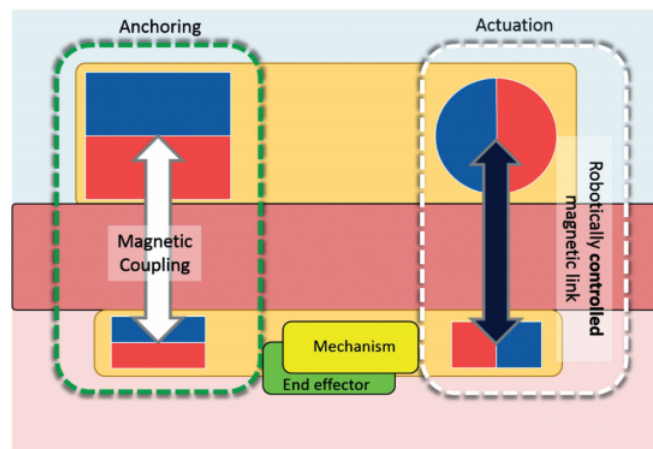 Anchoring
Actuation
Magnetic
Coupling
Robotically controlled
magnetic link
Mechanism
End effector